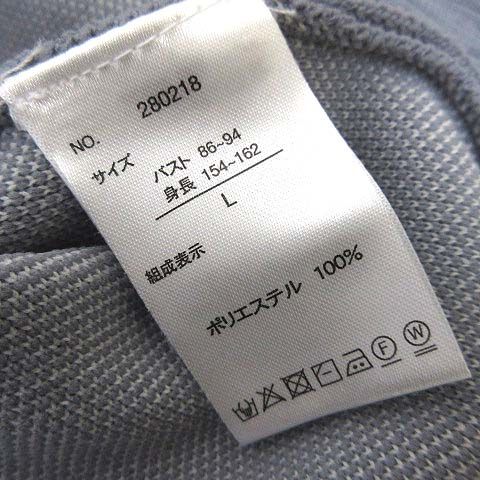 NO. 280218
サイズ バスト 86~94
身長 154~162
L
組成表示
ポリエステル 100%
F W